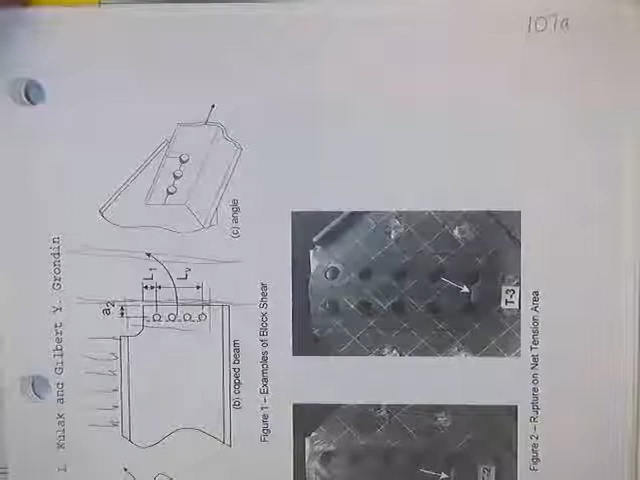 107a
L. Kulak and Gilbert Y. Grondin
a2
L1
Lv
(b) coped beam
(c) angle
Figure 1 – Examples of Block Shear
T-3
Figure 2 – Rupture on Net Tension Area